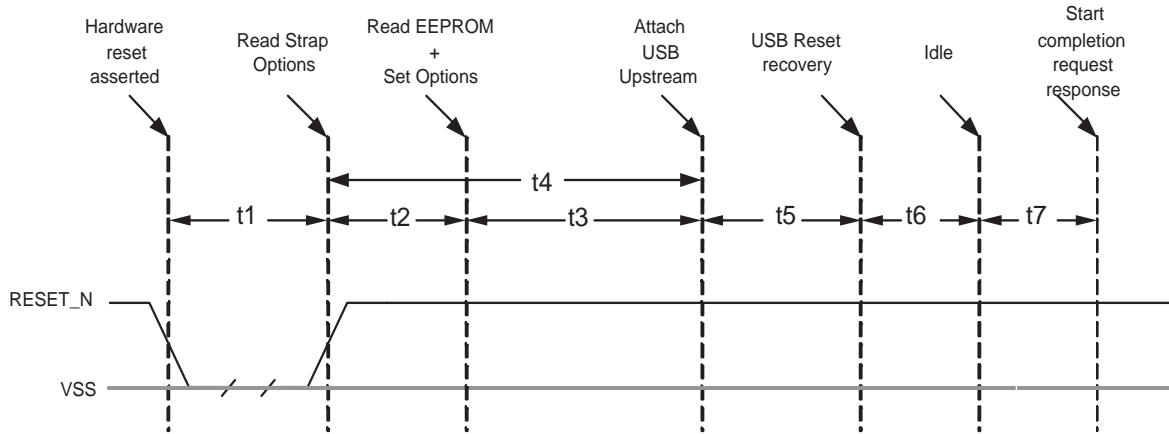 Hardware
reset
asserted
Read Strap
Options
Read EEPROM
+
Set Options
Attach
USB
Upstream
USB Reset
recovery
Idle
Start
completion
request
response
t4
t1
t2
t3
t5
t6
t7
RESET_N
VSS